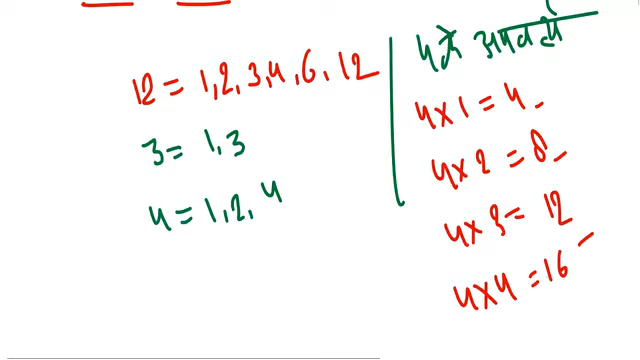 12 = 1,2,3,4,6,12
3 = 1,3
4 = 1,2,4
4 के अपवर्त्य
4×1 = 4
4×2 = 8
4×3 = 12
4×4 = 16